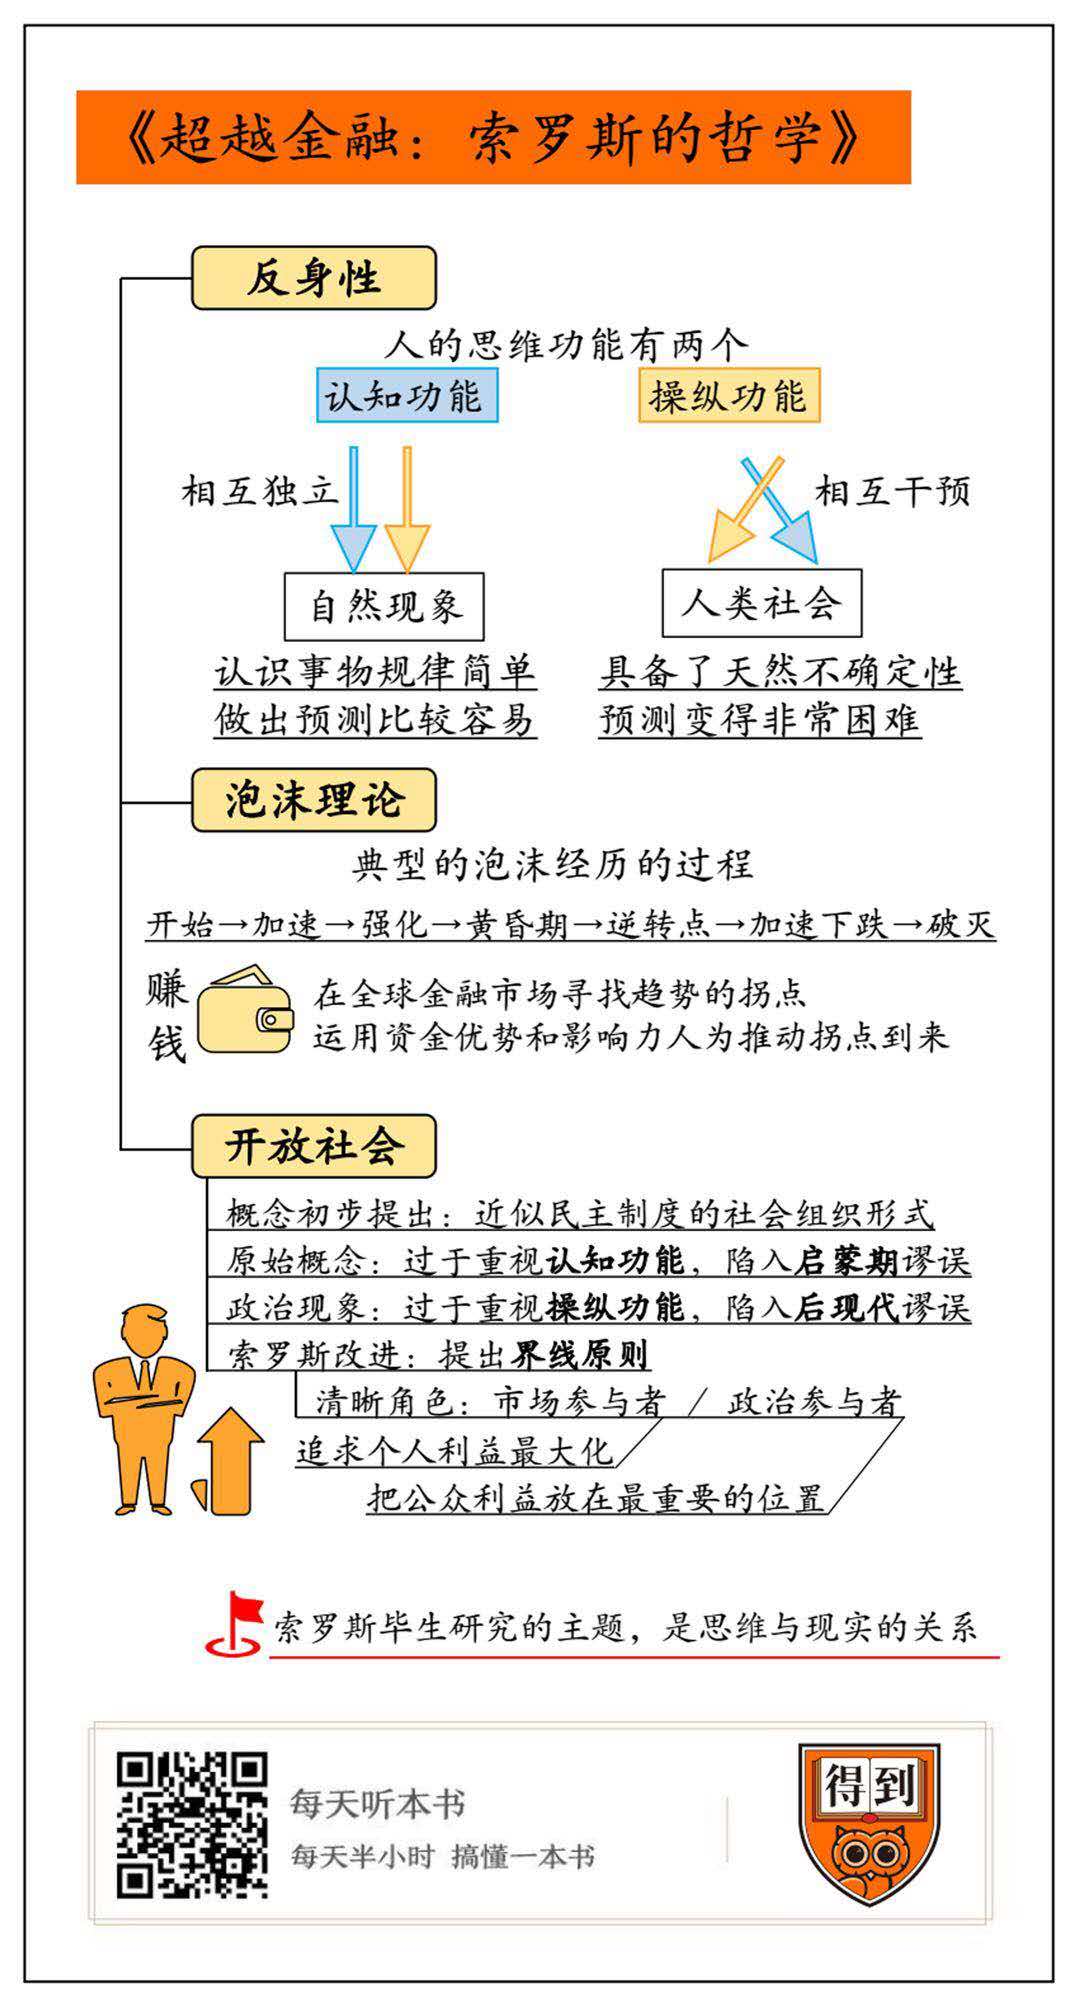 《超越金融：索罗斯的哲学》
反身性
人的思维功能有两个
认知功能 操纵功能
相互独立 相互干预
自然现象 人类社会
认识事物规律简单 具备了天然不确定性
做出预测比较容易 预测变得非常困难
泡沫理论
典型的泡沫经历的过程
开始→加速→强化→黄昏期→逆转点→加速下跌→破灭
赚钱
在全球金融市场寻找趋势的拐点
运用资金优势和影响力人为推动拐点到来
开放社会
概念初步提出：近似民主制度的社会组织形式
原始概念：过于重视认知功能，陷入启蒙期谬误
政治现象：过于重视操纵功能，陷入后现代谬误
索罗斯改进：提出界线原则
清晰角色：市场参与者 / 政治参与者
追求个人利益最大化
把公众利益放在最重要的位置
索罗斯毕生研究的主题，是思维与现实的关系
每天听本书
每天半小时 搞懂一本书
得到